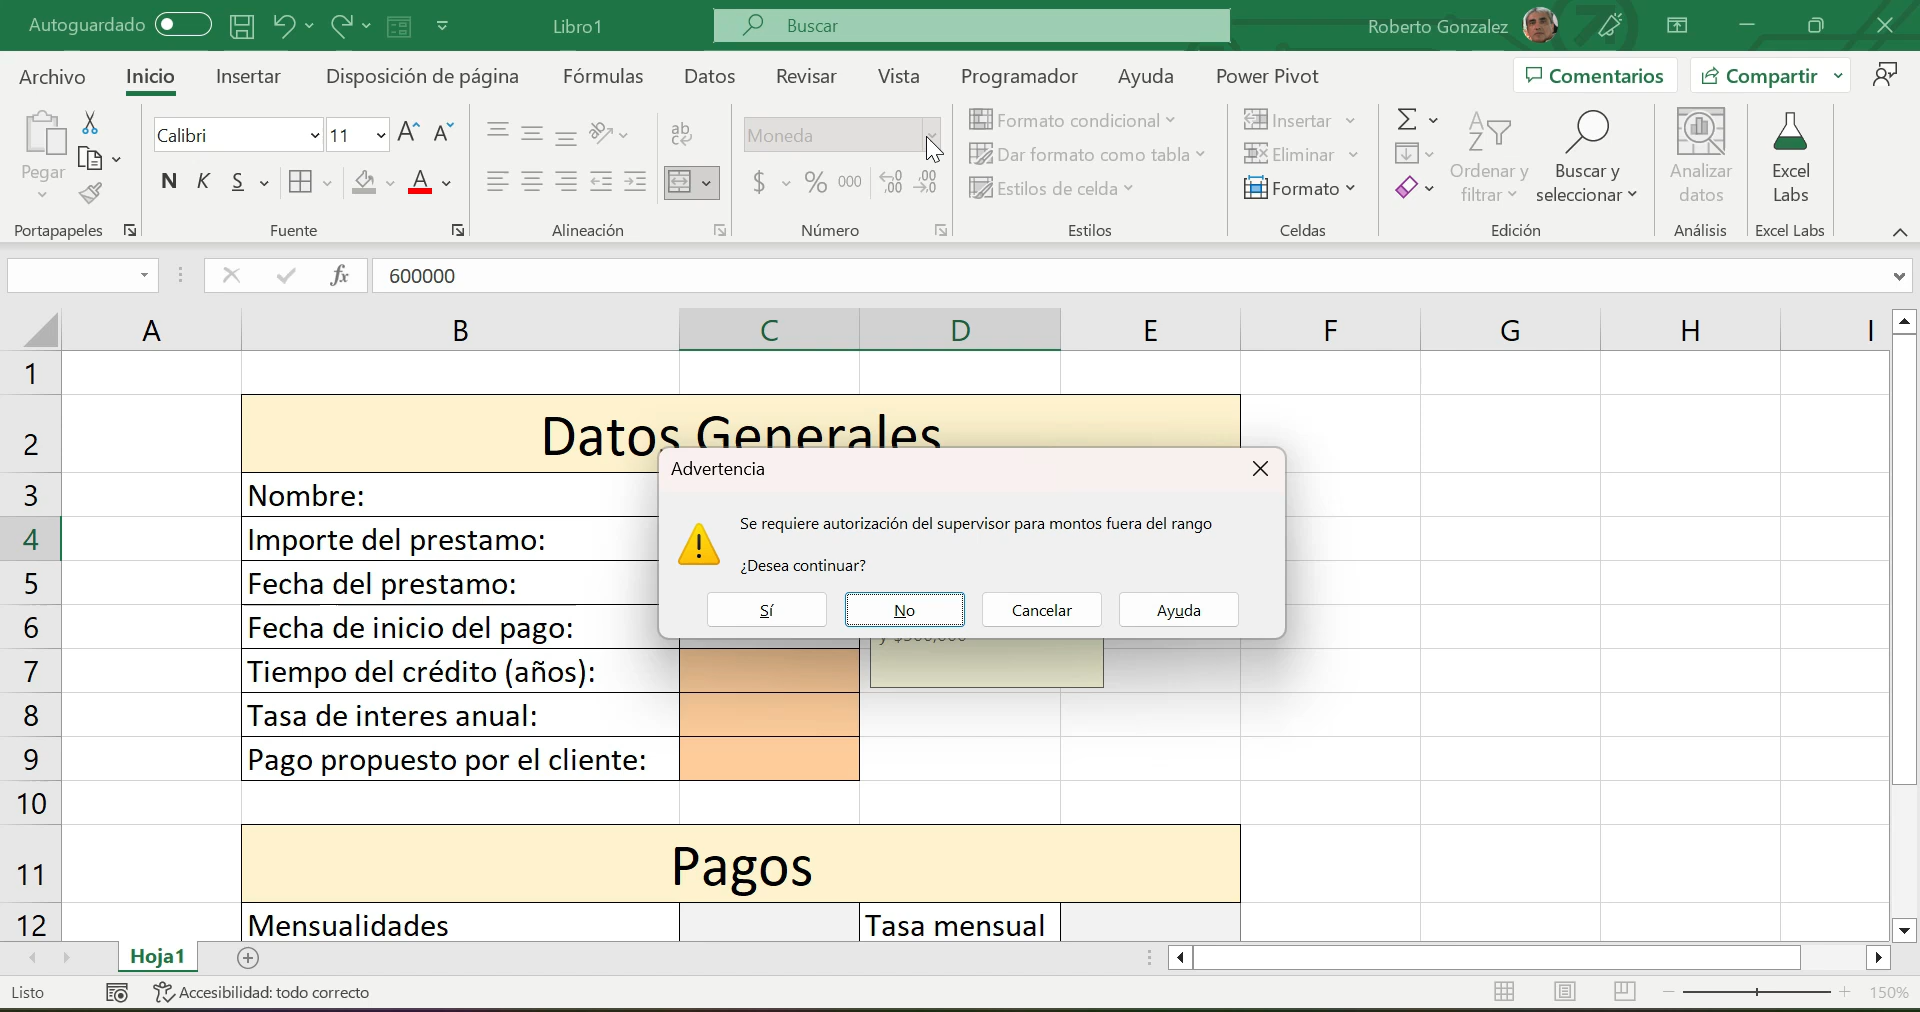 Autoguardado
Libro1
Buscar
Roberto Gonzalez
Archivo Inicio Insertar Disposición de página Fórmulas Datos Revisar Vista Programador Ayuda Power Pivot Comentarios Compartir
Pegar
Portapapeles
Calibri 11
N K S
Fuente
ab
Alineación
Moneda
$ % 000
Número
Formato condicional
Dar formato como tabla
Estilos de celda
Estilos
Insertar
Eliminar
Formato
Celdas
Ordenar y
filtrar
Buscar y
seleccionar
Edición
Analizar
datos
Análisis
Excel
Labs
Excel Labs
fx 600000
A B C D E F G H I
1
2 Datos Generales
3 Nombre:
4 Importe del prestamo:
5 Fecha del prestamo:
6 Fecha de inicio del pago:
7 Tiempo del crédito (años):
8 Tasa de interes anual:
9 Pago propuesto por el cliente:
10
11 Pagos
12 Mensualidades Tasa mensual
Advertencia
Se requiere autorización del supervisor para montos fuera del rango
¿Desea continuar?
Sí No Cancelar Ayuda
Hoja1
Listo
Accesibilidad: todo correcto
150%